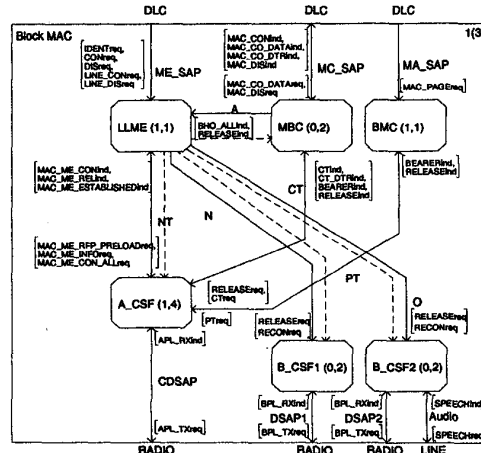 DLC
DLC
DLC
Block MAC
1(3
IDENTreq,
CONreq,
DISreq,
LINE_CONreq,
LINE_DISreq
ME_SAP
MAC_CONind,
MAC_CO_DATAind,
MAC_CO_DTRind,
MAC_DISind
MC_SAP
MA_SAP
MAC_CO_DATAreq,
MAC_DISreq
MAC_PAGEreq
A
LLME (1,1)
BHO_ALLind,
RELEASEind
MBC (0,2)
BMC (1,1)
MAC_ME_CONind,
MAC_ME_RELind,
MAC_ME_ESTABLISHEDind
CT
CTind,
CT_DTRind,
BEARERind,
RELEASEind
BEARERind,
RELEASEind
NT
N
MAC_ME_RFP_PRELOADreq,
MAC_ME_INFOreq,
MAC_ME_CON_ALLreq
PT
A_CSF (1,4)
RELEASEreq,
CTreq
O
PTreq
RELEASEreq
RECONreq
RELEASEreq
RECONreq
APL_RXind
B_CSF1 (0,2)
B_CSF2 (0,2)
CDSAP
BPL_RXind
BPL_RXind
SPEECHind
DSAP1
DSAP2
Audio
APL_TXreq
BPL_TXreq
BPL_TXreq
SPEECHreq
RADIO
RADIO
RADIO
LINE